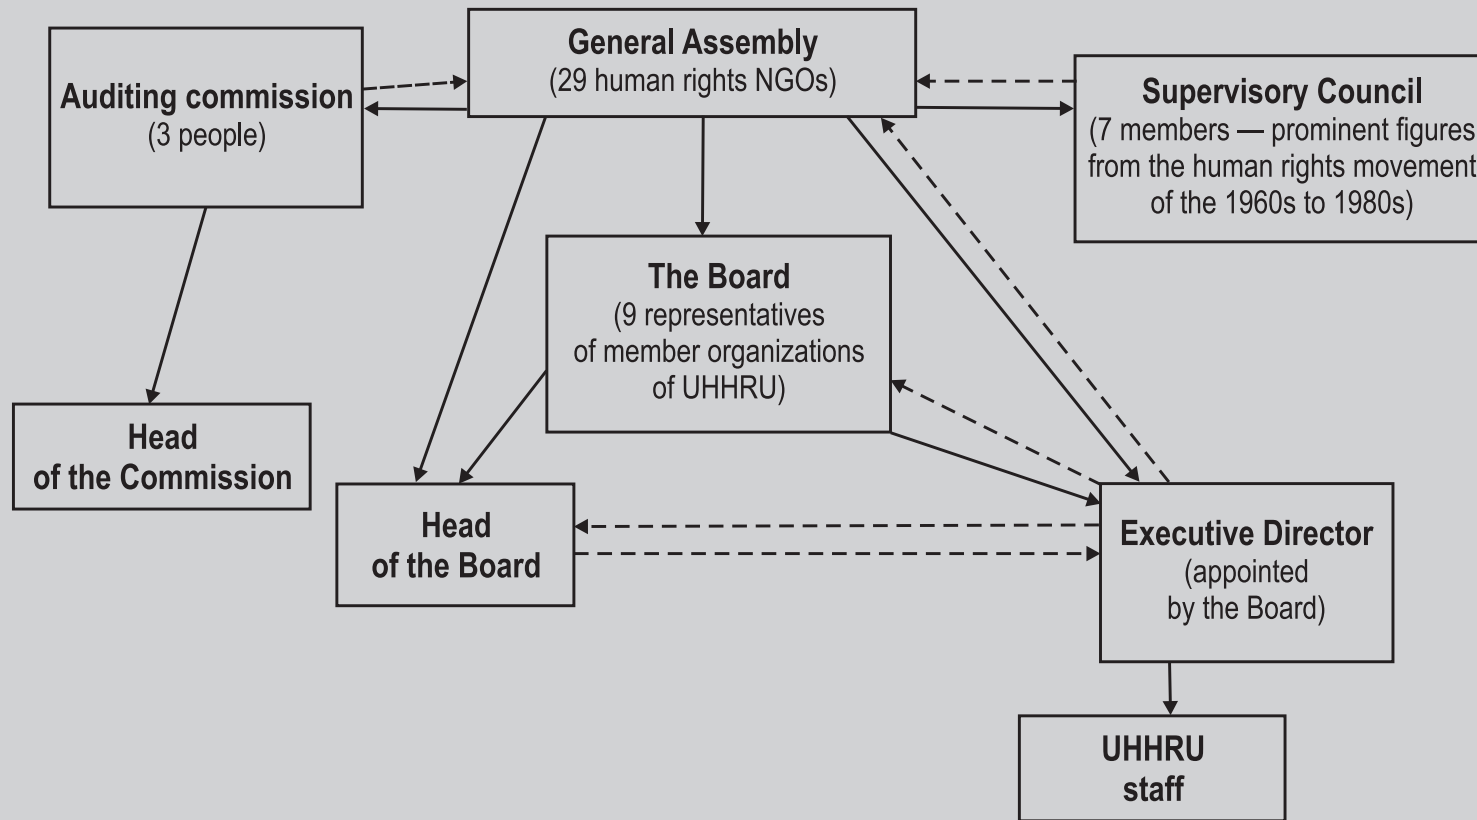 General Assembly
(29 human rights NGOs)
Auditing commission
(3 people)
Supervisory Council
(7 members — prominent figures
from the human rights movement
of the 1960s to 1980s)
The Board
(9 representatives
of member organizations
of UHHRU)
Head
of the Commission
Head
of the Board
Executive Director
(appointed
by the Board)
UHHRU
staff